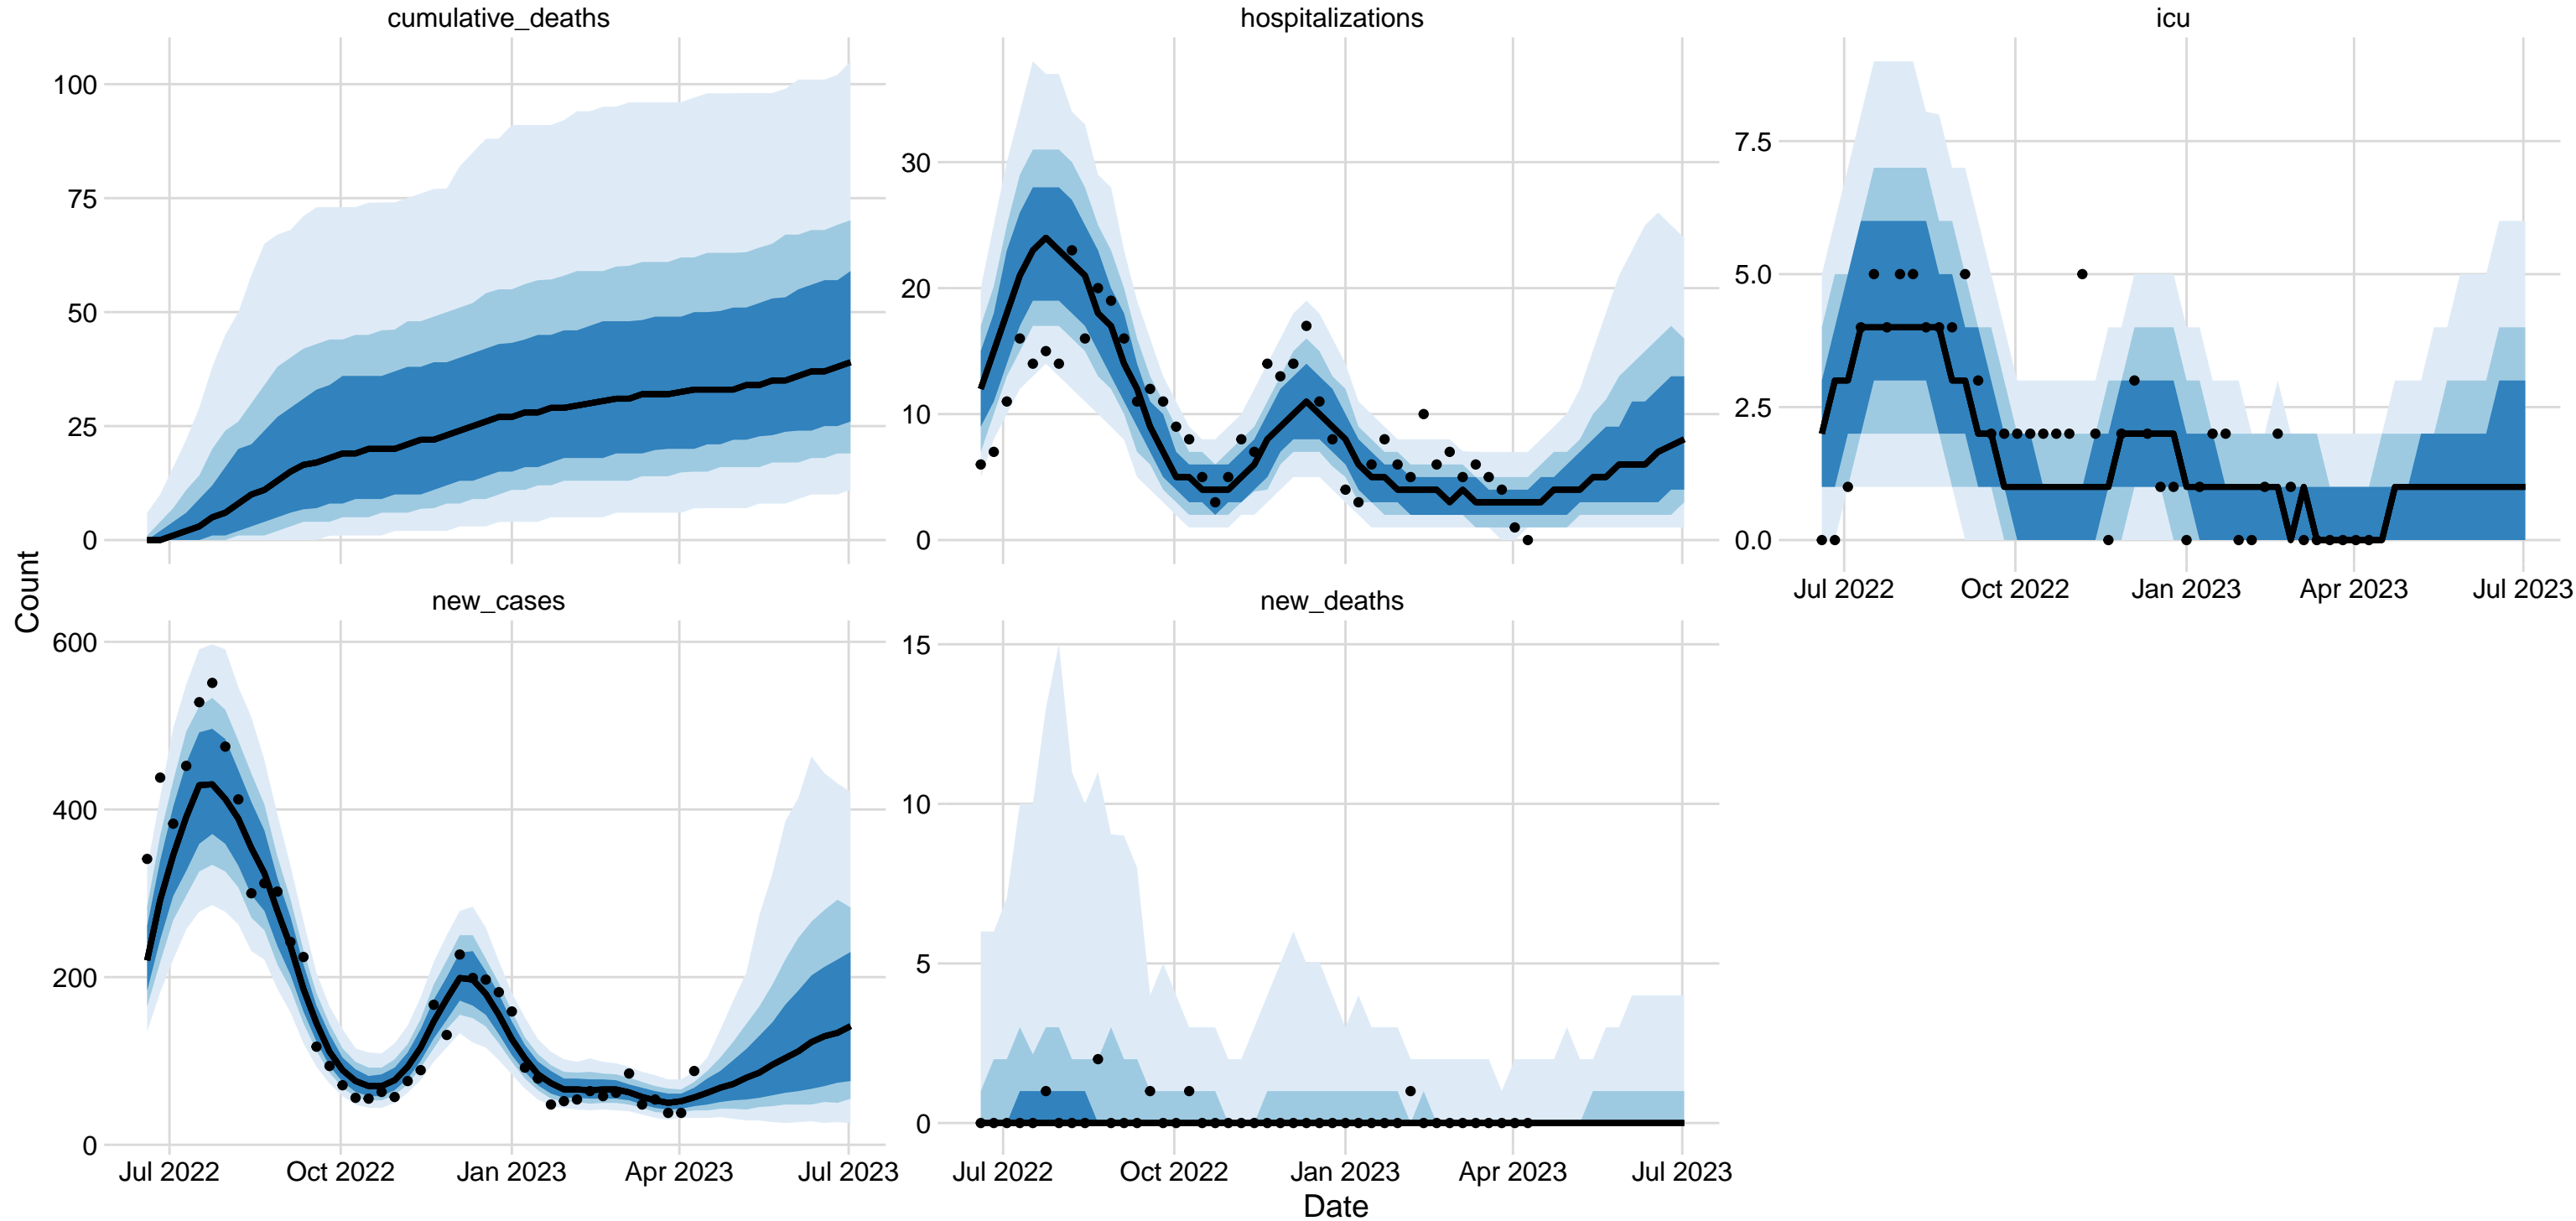 cumulative_deaths
hospitalizations
icu
100
75
50
25
0
30
20
10
0
7.5
5.0
2.5
0.0
Jul 2022
Oct 2022
Jan 2023
Apr 2023
Jul 2023
Count
new_cases
new_deaths
600
400
200
0
15
10
5
0
Jul 2022
Oct 2022
Jan 2023
Apr 2023
Jul 2023
Jul 2022
Oct 2022
Jan 2023
Apr 2023
Jul 2023
Date